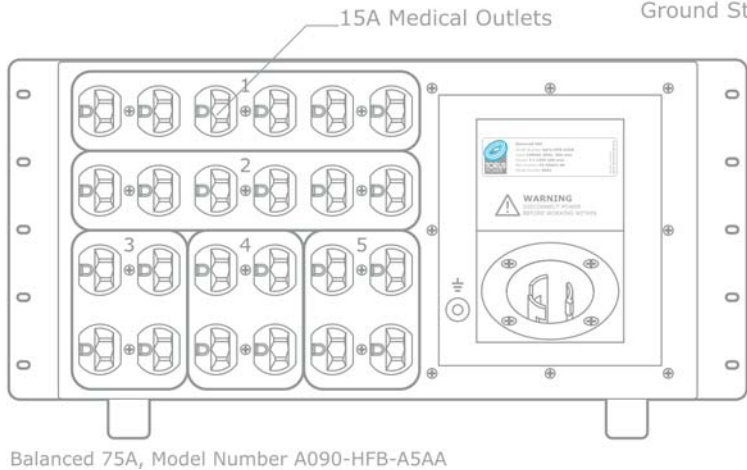 15A Medical Outlets
Ground St
1
2
3
4
5
WARNING
DISCONNECT POWER
BEFORE WORKING WITHIN
Balanced 75A, Model Number A090-HFB-A5AA